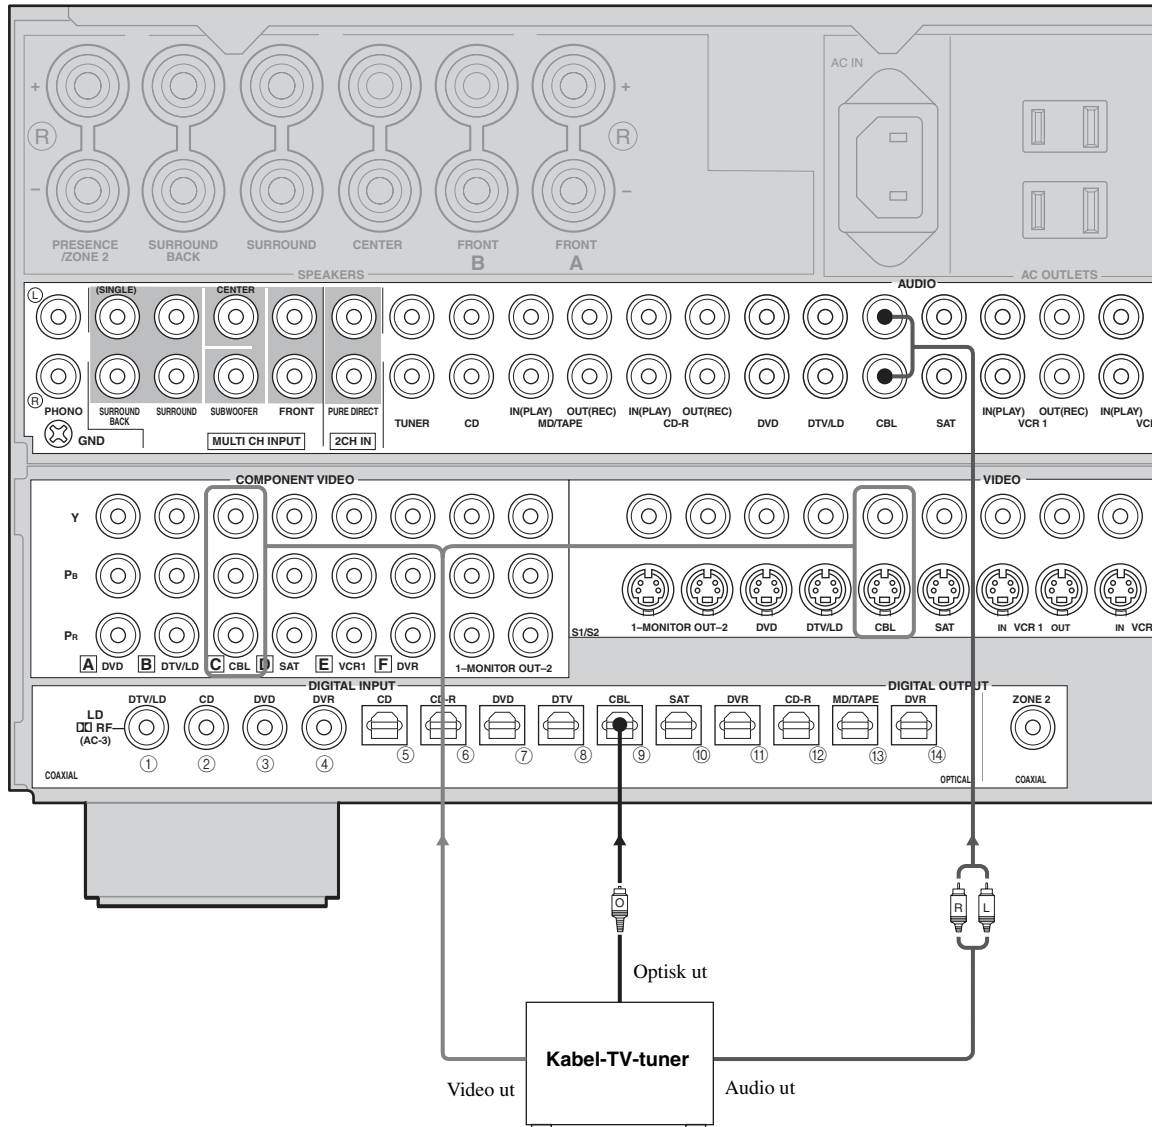 AC IN
+ +
R R
– –
PRESENCE
/ZONE 2
SURROUND
BACK
SURROUND
CENTER
FRONT
B
FRONT
A
SPEAKERS
AC OUTLETS
AUDIO
L
(SINGLE)
CENTER
R
PHONO
GND
SURROUND
BACK
SURROUND
SUBWOOFER
FRONT
PURE DIRECT
MULTI CH INPUT
2CH IN
TUNER
CD
IN(PLAY) OUT(REC)
MD/TAPE
IN(PLAY) OUT(REC)
CD-R
DVD
DTV/LD
CBL
SAT
IN(PLAY) OUT(REC)
VCR 1
IN(PLAY)
VC
COMPONENT VIDEO
VIDEO
Y
PB
PR
A DVD
B DTV/LD
C CBL
D SAT
E VCR1
F DVR
1–MONITOR OUT–2
S1/S2
1–MONITOR OUT–2
DVD
DTV/LD
CBL
SAT
IN VCR 1 OUT
IN VCR
DIGITAL INPUT
DIGITAL OUTPUT
DTV/LD CD DVD DVR CD CD-R DVD DTV CBL SAT DVR CD-R MD/TAPE DVR ZONE 2
LD
RF
(AC-3)
① ② ③ ④ ⑤ ⑥ ⑦ ⑧ ⑨ ⑩ ⑪ ⑫ ⑬ ⑭
COAXIAL
OPTICAL
COAXIAL
O
R L
Optisk ut
Kabel-TV-tuner
Video ut
Audio ut